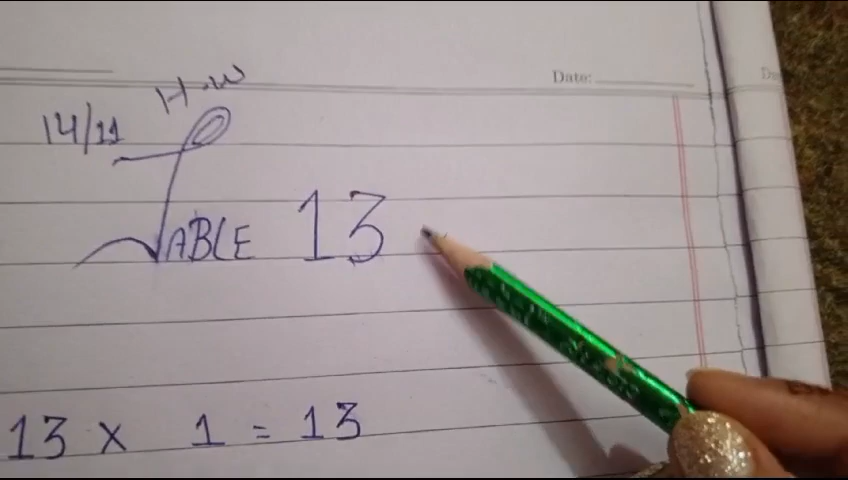 Date:
H.W
14/11
TABLE 13
13 x 1 = 13